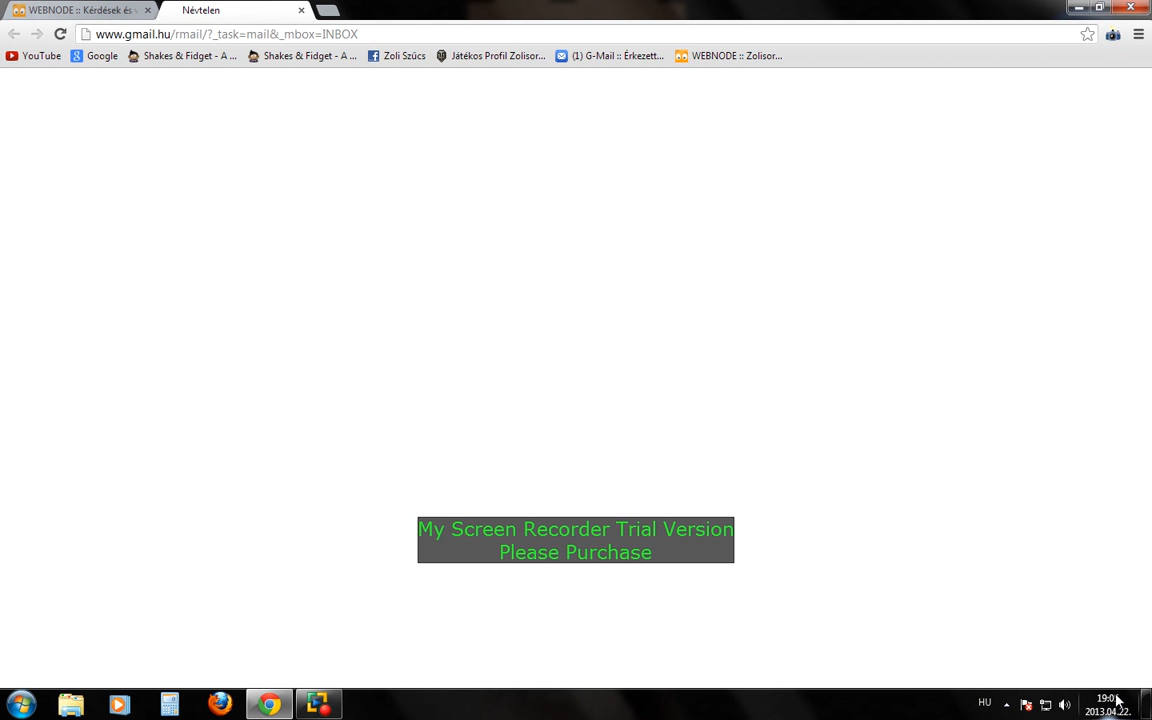 WEBNODE :: Kérdések és
Névtelen
www.gmail.hu/rmail/?_task=mail&_mbox=INBOX
YouTube
Google
Shakes & Fidget - A ...
Shakes & Fidget - A ...
Zoli Szűcs
Játékos Profil Zolisor...
(1) G-Mail :: Érkezett...
WEBNODE :: Zolisor...
My Screen Recorder Trial Version
Please Purchase
HU
2013.04.22.